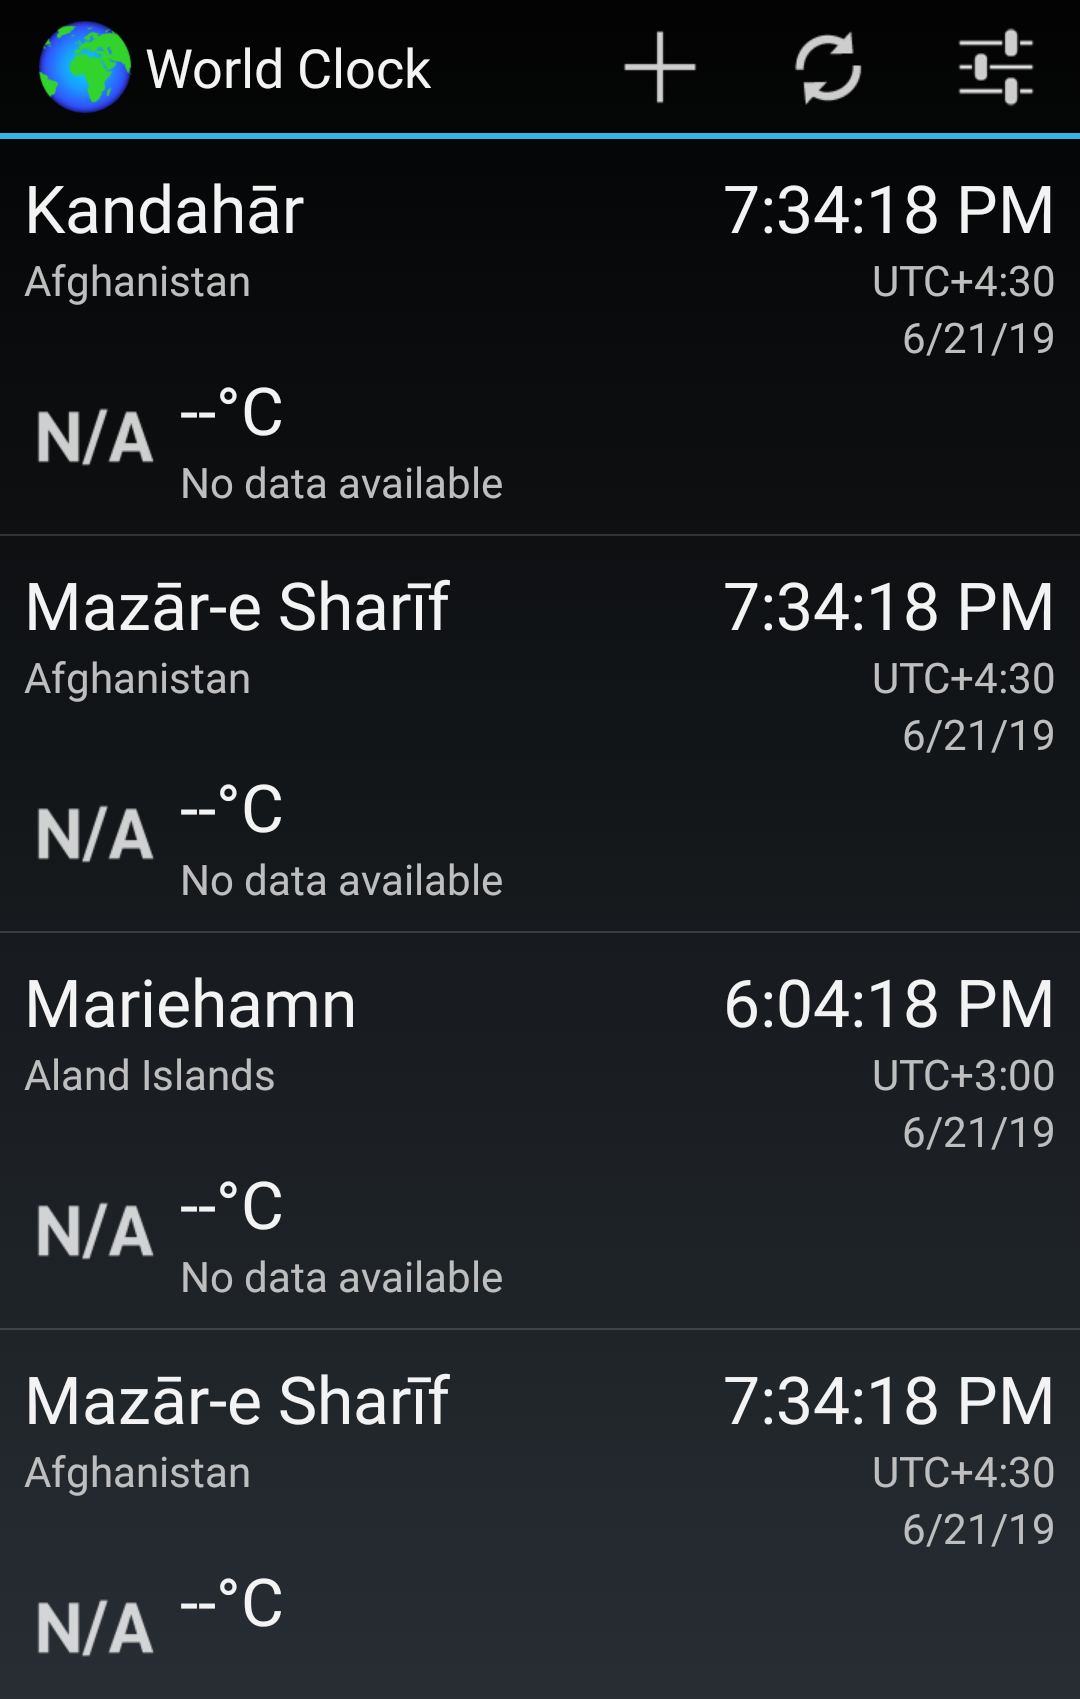 World Clock
Kandahār 7:34:18 PM
Afghanistan UTC+4:30
6/21/19
N/A --°C
No data available
Mazār-e Sharīf 7:34:18 PM
Afghanistan UTC+4:30
6/21/19
N/A --°C
No data available
Mariehamn 6:04:18 PM
Aland Islands UTC+3:00
6/21/19
N/A --°C
No data available
Mazār-e Sharīf 7:34:18 PM
Afghanistan UTC+4:30
6/21/19
N/A --°C